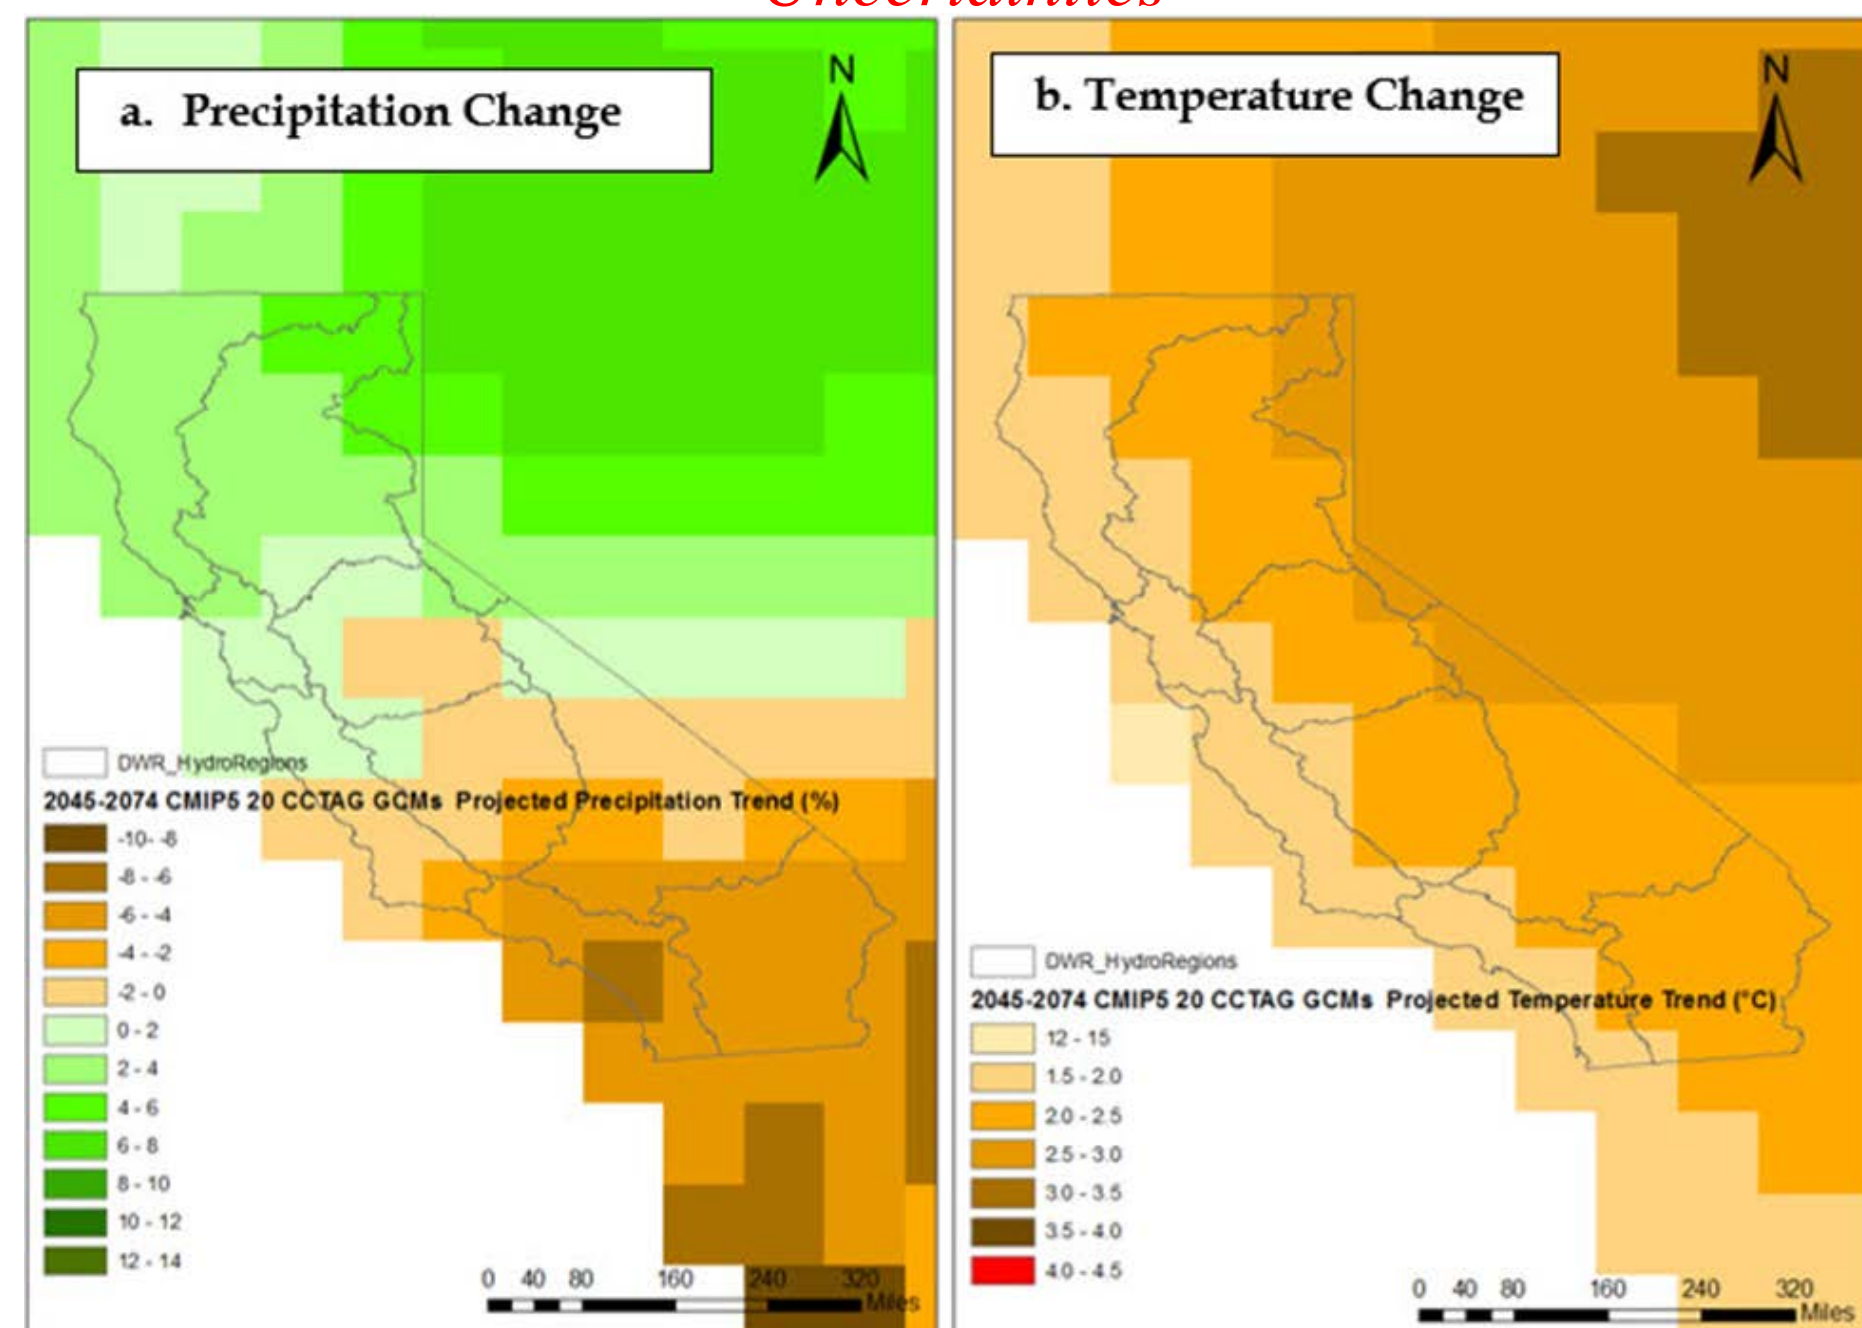 Uncertainities
a. Precipitation Change
N
DWR_HydroRegions
2045-2074 CMIP5 20 CCTAG GCMs Projected Precipitation Trend (%)
-10- -8
-8 - -6
-6 - -4
-4 - -2
-2 - 0
0 - 2
2 - 4
4 - 6
6 - 8
8 - 10
10 - 12
12 - 14
0 40 80 160 240 320
Miles
b. Temperature Change
N
DWR_HydroRegions
2045-2074 CMIP5 20 CCTAG GCMs Projected Temperature Trend (°C)
12 - 15
1.5 - 2.0
2.0 - 2.5
2.5 - 3.0
3.0 - 3.5
3.5 - 4.0
4.0 - 4.5
0 40 80 160 240 320
Miles